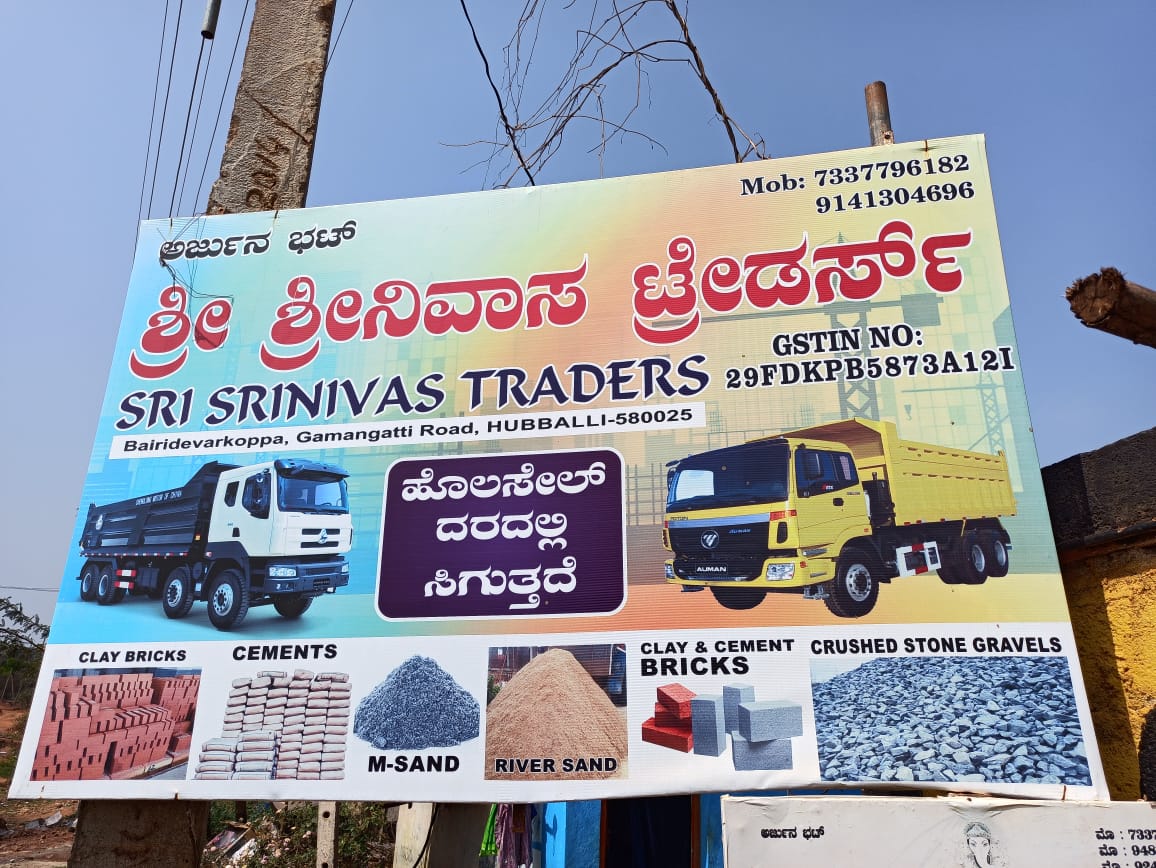 Mob: 7337796182
9141304696
ಅರ್ಜುನ ಭಟ್
ಶ್ರೀ ಶ್ರೀನಿವಾಸ ಟ್ರೇಡರ್ಸ್
SRI SRINIVAS TRADERS
GSTIN NO:
29FDKPB5873A12I
Bairidevarkoppa, Gamangatti Road, HUBBALLI-580025
ಹೊಲಸೇಲ್
ದರದಲ್ಲಿ
ಸಿಗುತ್ತದೆ
AUMAN
CLAY BRICKS
CEMENTS
M-SAND
RIVER SAND
CLAY & CEMENT
BRICKS
CRUSHED STONE GRAVELS
ಅರ್ಜುನ ಭಟ್
ಮೊ : 7337
ಮೊ : 948